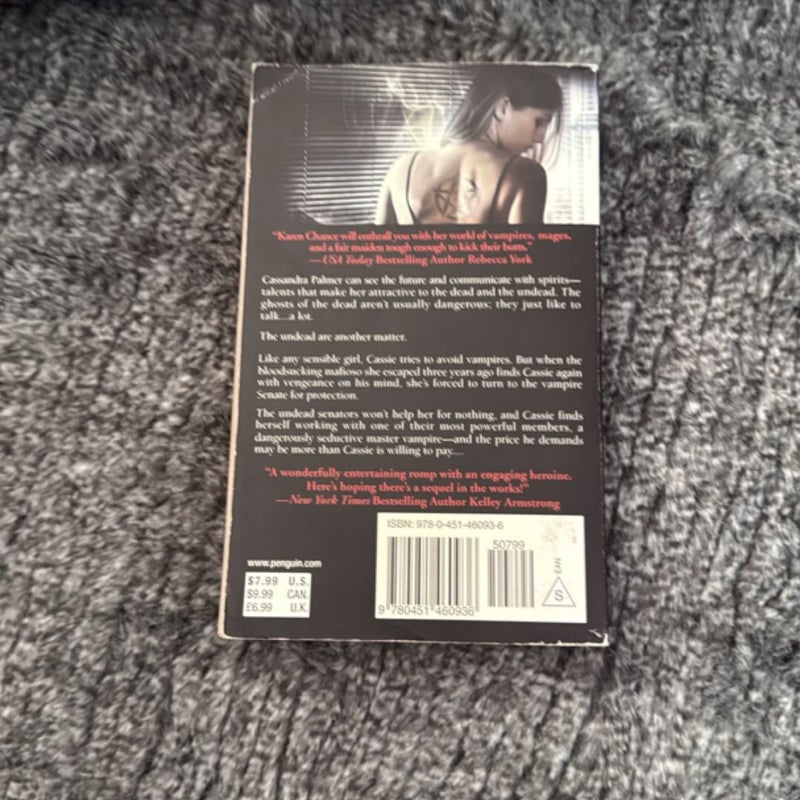 “Karen Chance will enthrall you with her world of vampires, mages,
and a fair maiden tough enough to kick their butts.”
—USA Today Bestselling Author Rebecca York
Cassandra Palmer can see the future and communicate with spirits—
talents that make her attractive to the dead and the undead. The
ghosts of the dead aren't usually dangerous; they just like to
talk...a lot.
The undead are another matter.
Like any sensible girl, Cassie tries to avoid vampires. But when the
bloodsucking mafioso she escaped three years ago finds Cassie again
with vengeance on his mind, she's forced to turn to the vampire
Senate for protection.
The undead senators won't help her for nothing, and Cassie finds
herself working with one of their most powerful members, a
dangerously seductive master vampire—and the price he demands
may be more than Cassie is willing to pay....
“A wonderfully entertaining romp with an engaging heroine.
Here's hoping there's a sequel in the works!”
—New York Times Bestselling Author Kelley Armstrong
ISBN: 978-0-451-46093-6
50799
EAN
S
9 780451 460936
www.penguin.com
$7.99 U.S.
$9.99 CAN.
£6.99 U.K.